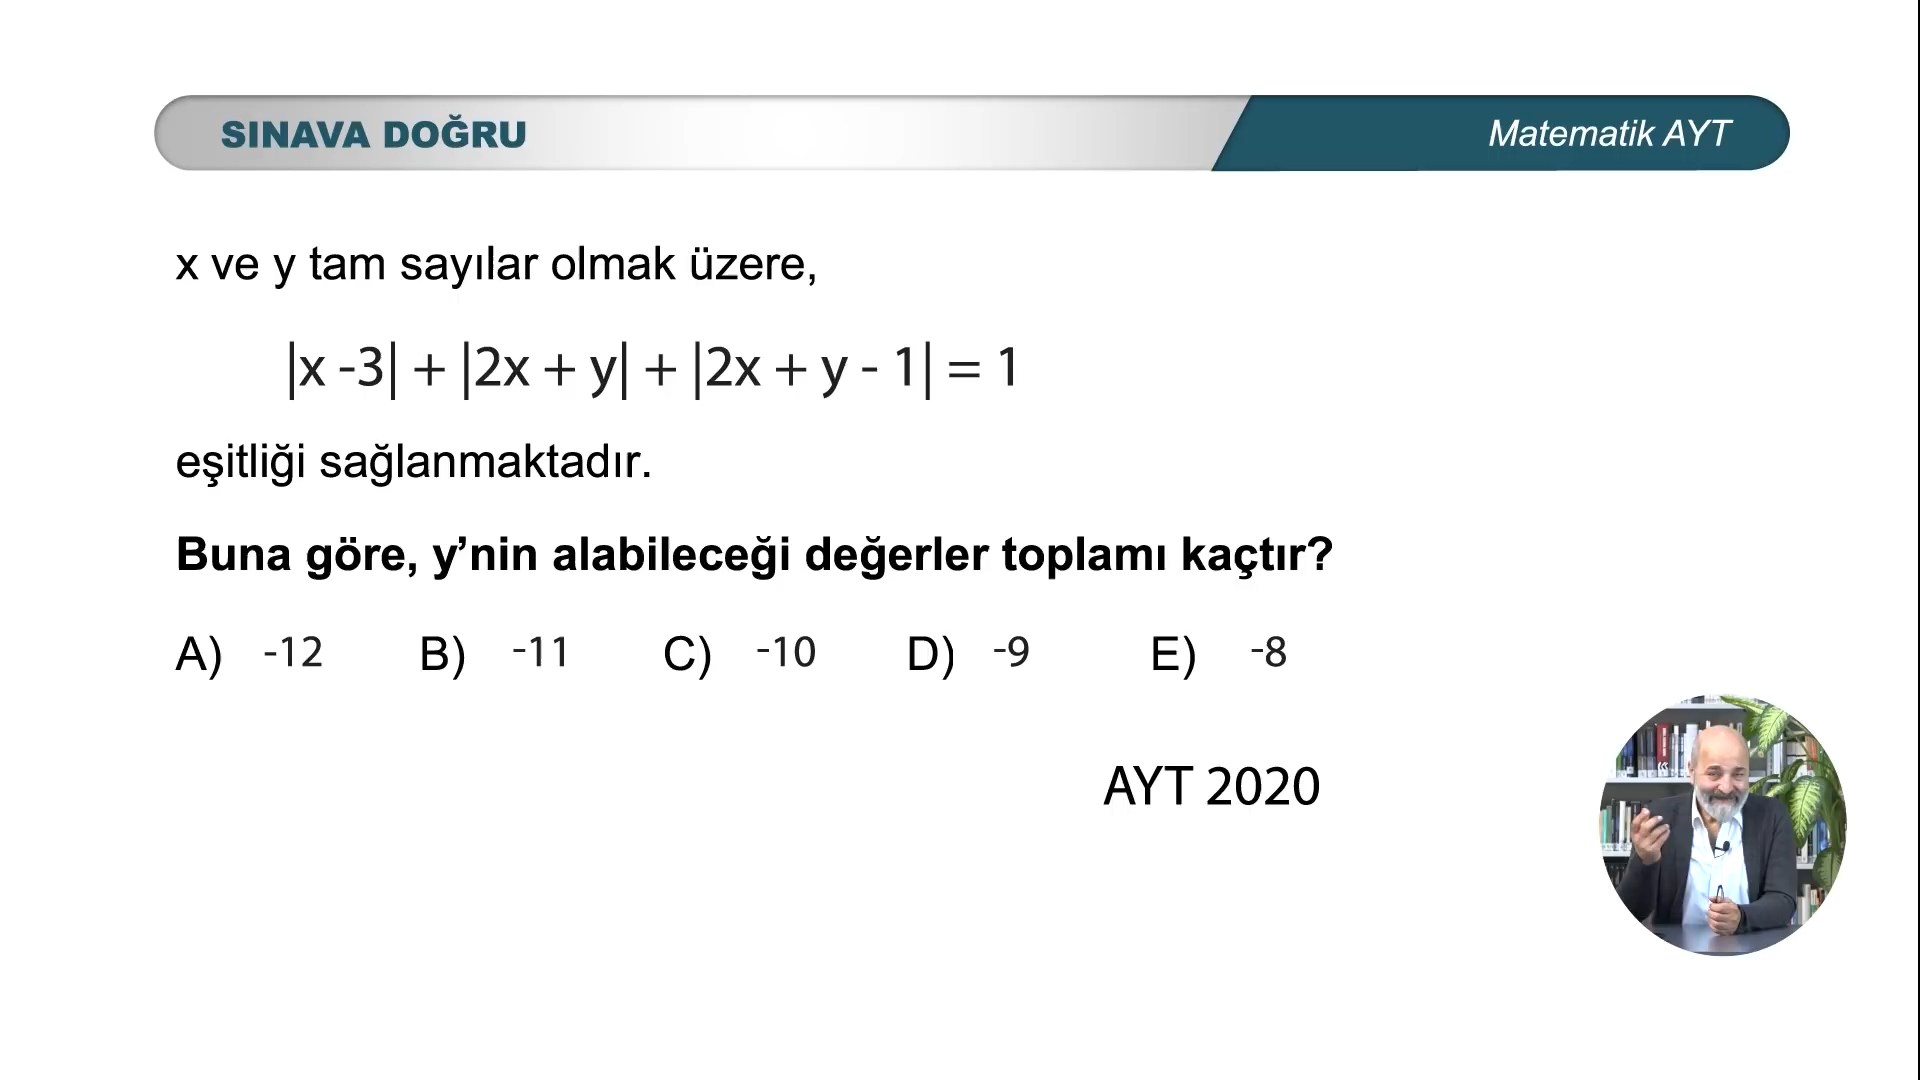 SINAVA DOĞRU
Matematik AYT
x ve y tam sayılar olmak üzere,
|x -3| + |2x + y| + |2x + y - 1| = 1
eşitliği sağlanmaktadır.
Buna göre, y’nin alabileceği değerler toplamı kaçtır?
A) -12 B) -11 C) -10 D) -9 E) -8
AYT 2020